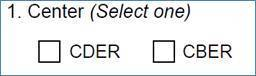 1. Center (Select one)
☐ CDER ☐ CBER